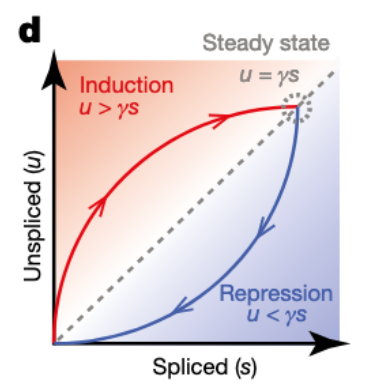 d
Steady state
u = γs
Induction
u > γs
Unspliced (u)
Repression
u < γs
Spliced (s)